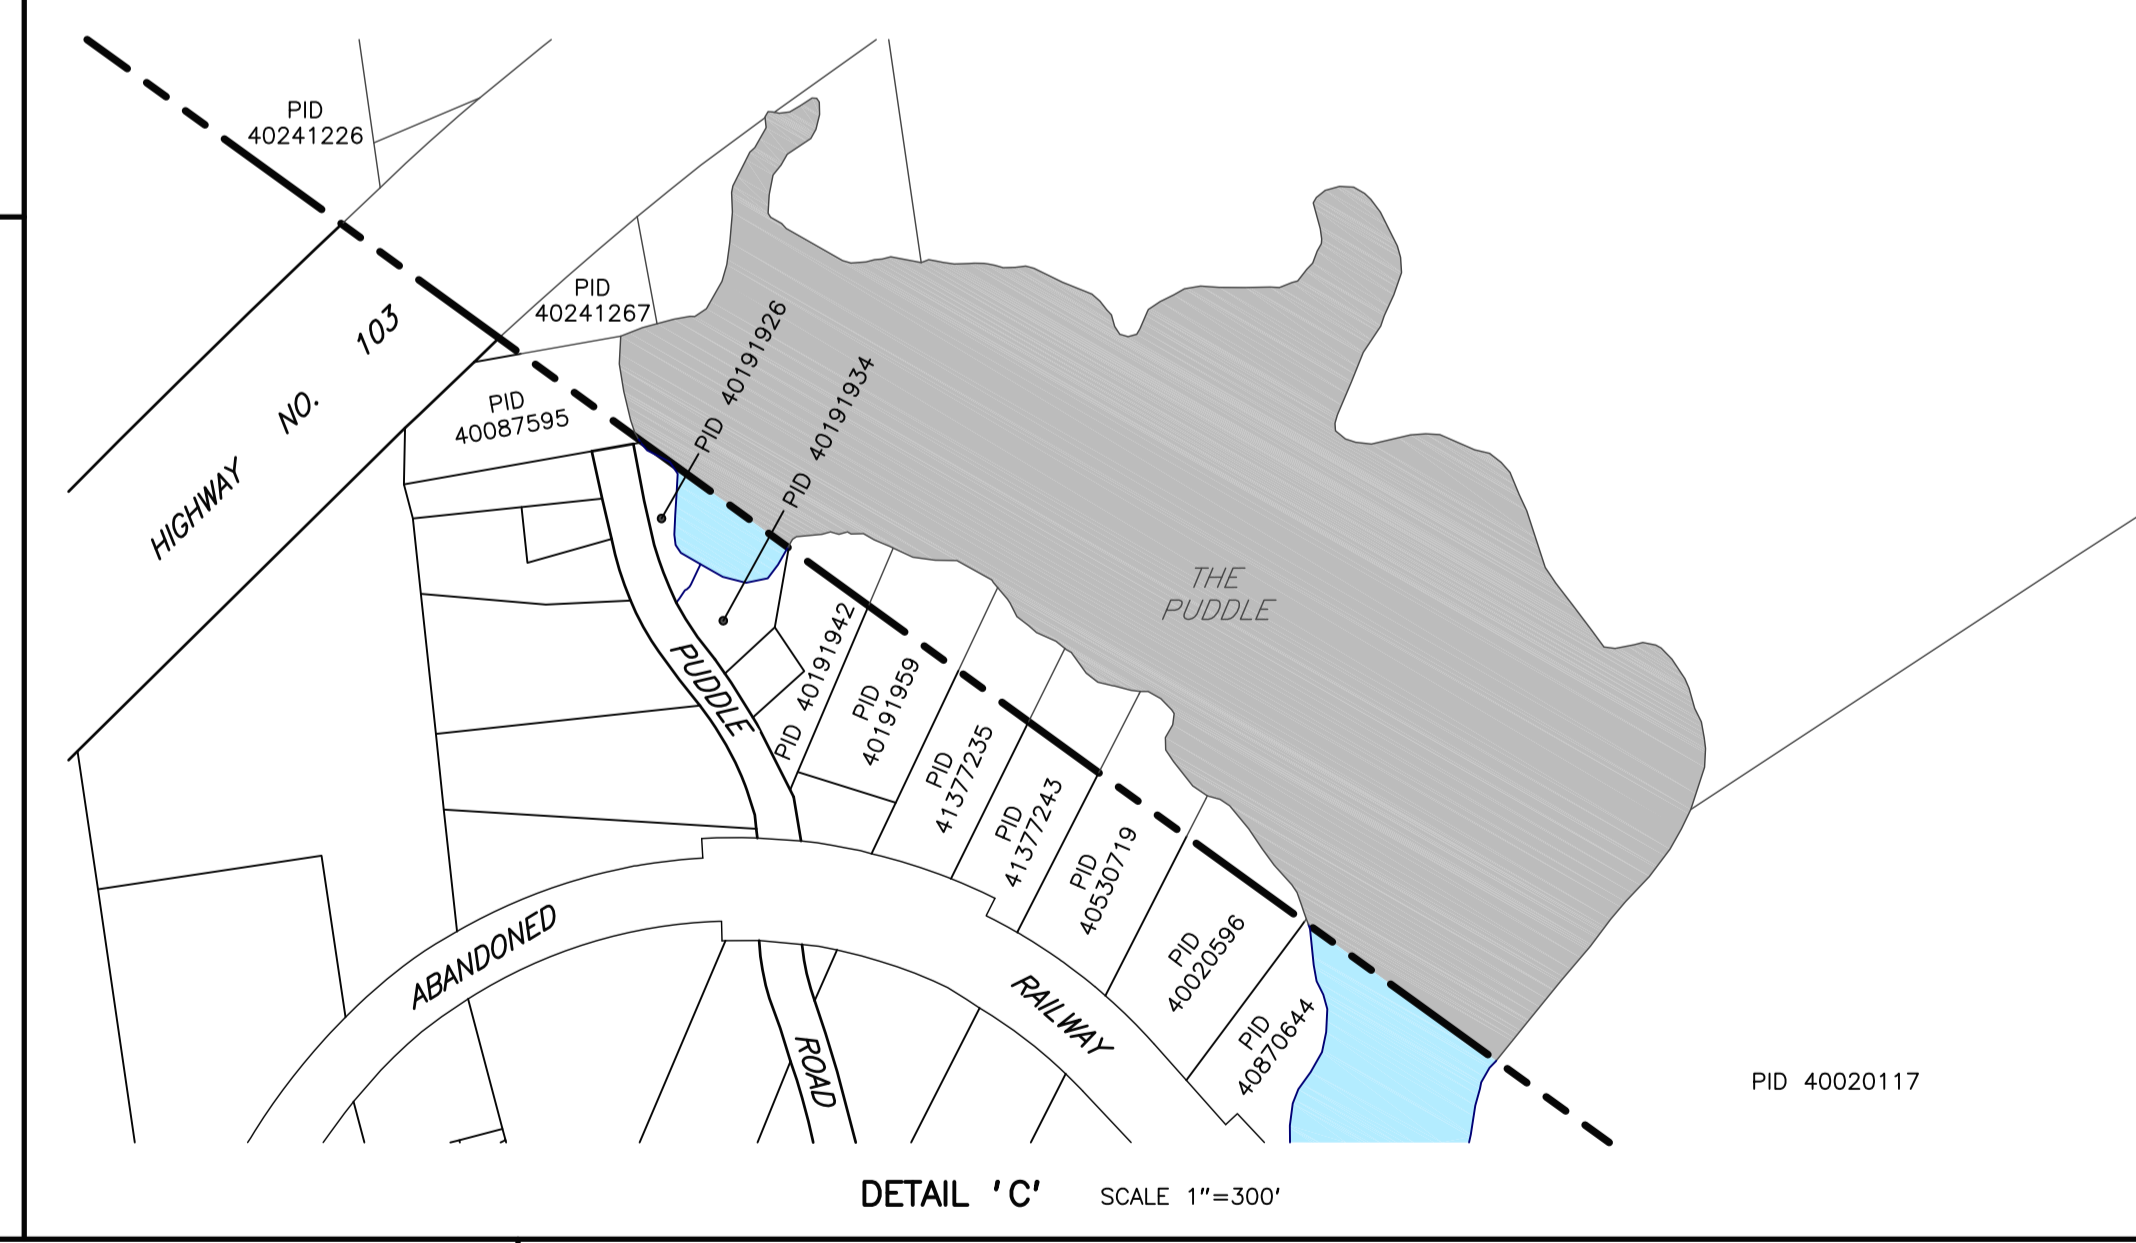 PID
40241226
PID
40241267
HIGHWAY NO. 103
PID
40087595
PID 40191926
PID 40191934
THE
PUDDLE
PID 40191942
PID
40191959
PID
41377235
PID
41377243
PID
40530719
PID
40020596
PID
40870644
PUDDLE ROAD
ABANDONED RAILWAY
PID 40020117
DETAIL 'C' SCALE 1"=300'